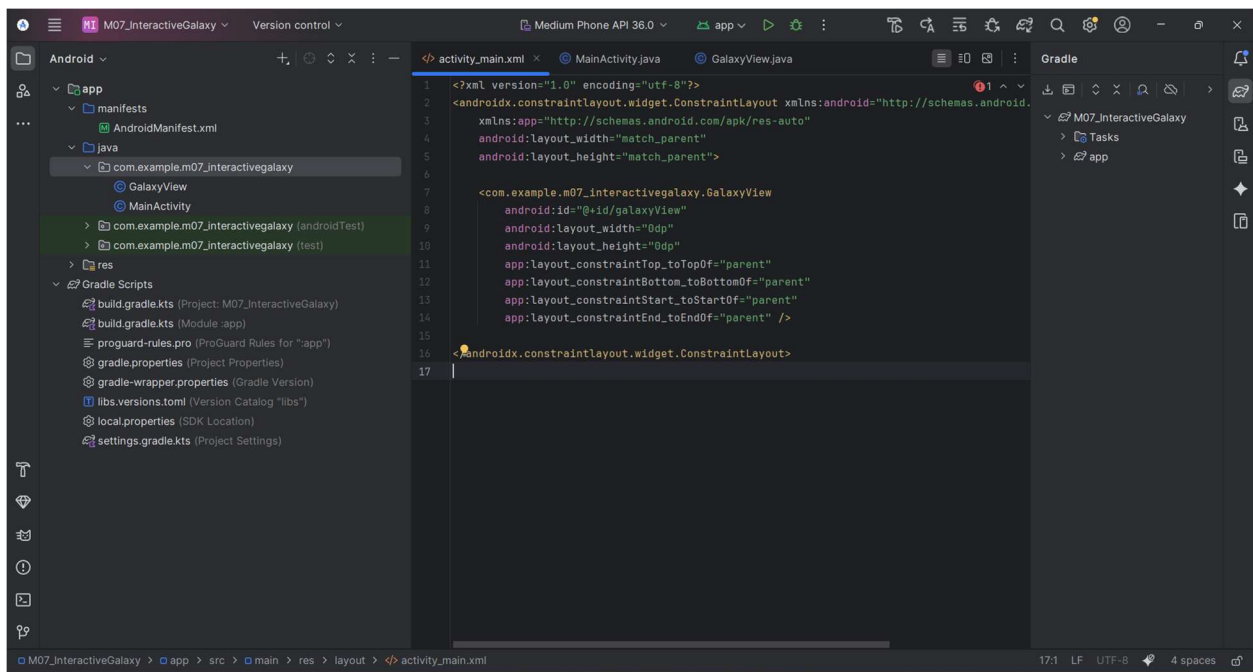 MI M07_InteractiveGalaxy Version control Medium Phone API 36.0 app
Android
app
manifests
AndroidManifest.xml
java
com.example.m07_interactivegalaxy
GalaxyView
MainActivity
com.example.m07_interactivegalaxy (androidTest)
com.example.m07_interactivegalaxy (test)
res
Gradle Scripts
build.gradle.kts (Project: M07_InteractiveGalaxy)
build.gradle.kts (Module :app)
proguard-rules.pro (ProGuard Rules for ":app")
gradle.properties (Project Properties)
gradle-wrapper.properties (Gradle Version)
libs.versions.toml (Version Catalog "libs")
local.properties (SDK Location)
settings.gradle.kts (Project Settings)
activity_main.xml MainActivity.java GalaxyView.java
1 <?xml version="1.0" encoding="utf-8"?>
2 <androidx.constraintlayout.widget.ConstraintLayout xmlns:android="http://schemas.android.
3 xmlns:app="http://schemas.android.com/apk/res-auto"
4 android:layout_width="match_parent"
5 android:layout_height="match_parent">
6
7 <com.example.m07_interactivegalaxy.GalaxyView
8 android:id="@+id/galaxyView"
9 android:layout_width="0dp"
10 android:layout_height="0dp"
11 app:layout_constraintTop_toTopOf="parent"
12 app:layout_constraintBottom_toBottomOf="parent"
13 app:layout_constraintStart_toStartOf="parent"
14 app:layout_constraintEnd_toEndOf="parent" />
15
16 </androidx.constraintlayout.widget.ConstraintLayout>
17
1
Gradle
M07_InteractiveGalaxy
Tasks
app
M07_InteractiveGalaxy > app > src > main > res > layout > activity_main.xml
17:1 LF UTF-8 4 spaces